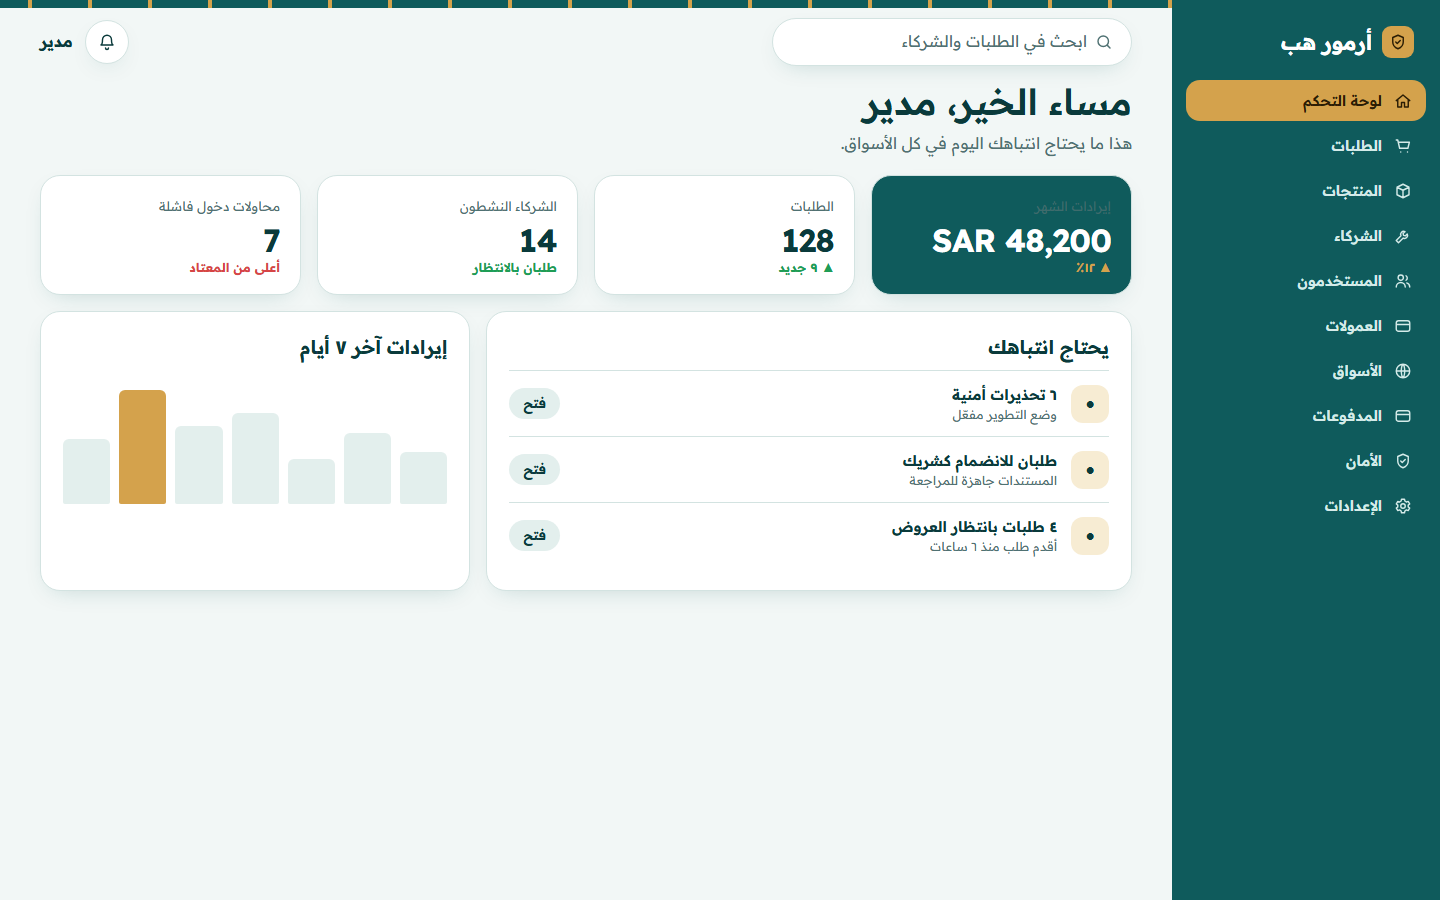 أرمور هب
لوحة التحكم
الطلبات
المنتجات
الشركاء
المستخدمون
العمولات
الأسواق
المدفوعات
الأمان
الإعدادات
ابحث في الطلبات والشركاء
مدير
مساء الخير، مدير
هذا ما يحتاج انتباهك اليوم في كل الأسواق.
إيرادات الشهر
SAR 48,200
▲ ١٢٪
الطلبات
128
▲ ٩ جديد
الشركاء النشطون
14
طلبان بالانتظار
محاولات دخول فاشلة
7
أعلى من المعتاد
يحتاج انتباهك
٦ تحذيرات أمنية
وضع التطوير مفعّل
فتح
طلبان للانضمام كشريك
المستندات جاهزة للمراجعة
فتح
٤ طلبات بانتظار العروض
أقدم طلب منذ ٦ ساعات
فتح
إيرادات آخر ٧ أيام